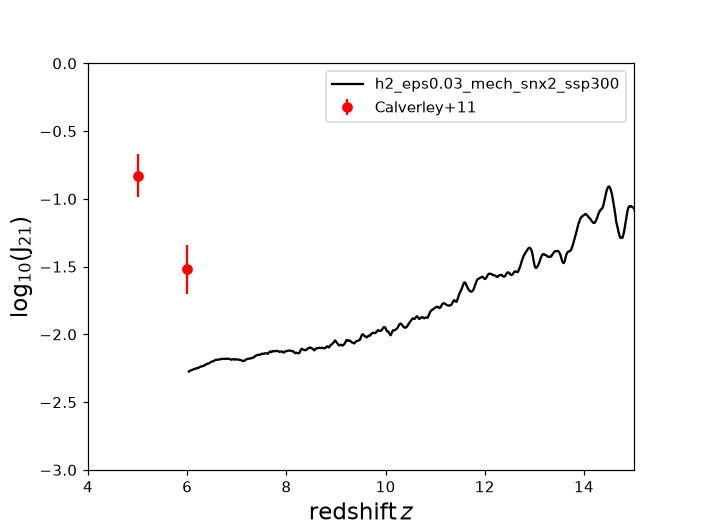 0.0
−0.5
−1.0
−1.5
−2.0
−2.5
−3.0
log₁₀(J₂₁)
h2_eps0.03_mech_snx2_ssp300
Calverley+11
4 6 8 10 12 14
redshift z